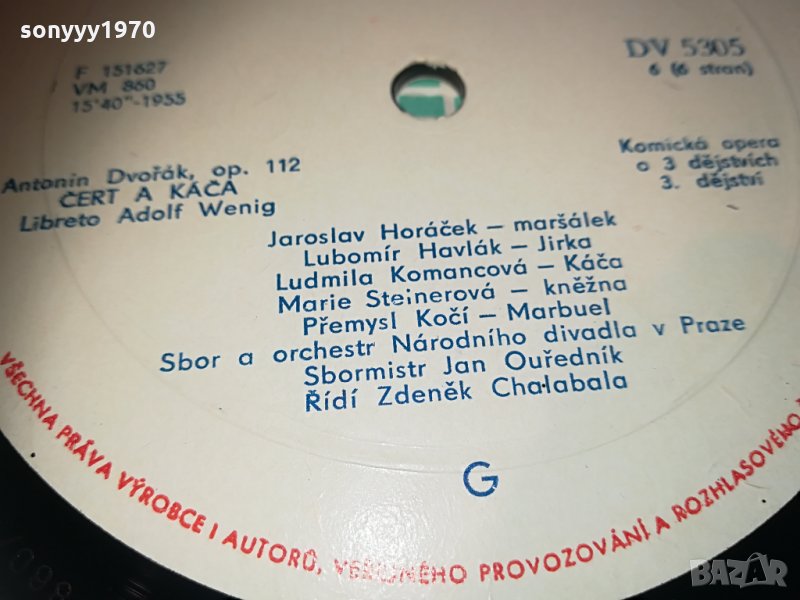 sonyyy1970
F 151627
VM 860
15'40"-1955
DV 5305
6 (6 stran)
Antonín Dvořák, op. 112
ČERT A KÁČA
Libreto Adolf Wenig
Komická opera
o 3 dějstvích
3. dějství
Jaroslav Horáček – maršálek
Lubomír Havlák – Jirka
Ludmila Komancová – Káča
Marie Steinerová – kněžna
Přemysl Kočí – Marbuel
Sbor a orchestr Národního divadla v Praze
Sbormistr Jan Ouředník
Řídí Zdeněk Chalabala
G
VŠECHNA PRÁVA VÝROBCE I AUTORŮ, VEŘEJNÉHO PROVOZOVÁNÍ A ROZHLASOVÉHO
BAZAR
bg